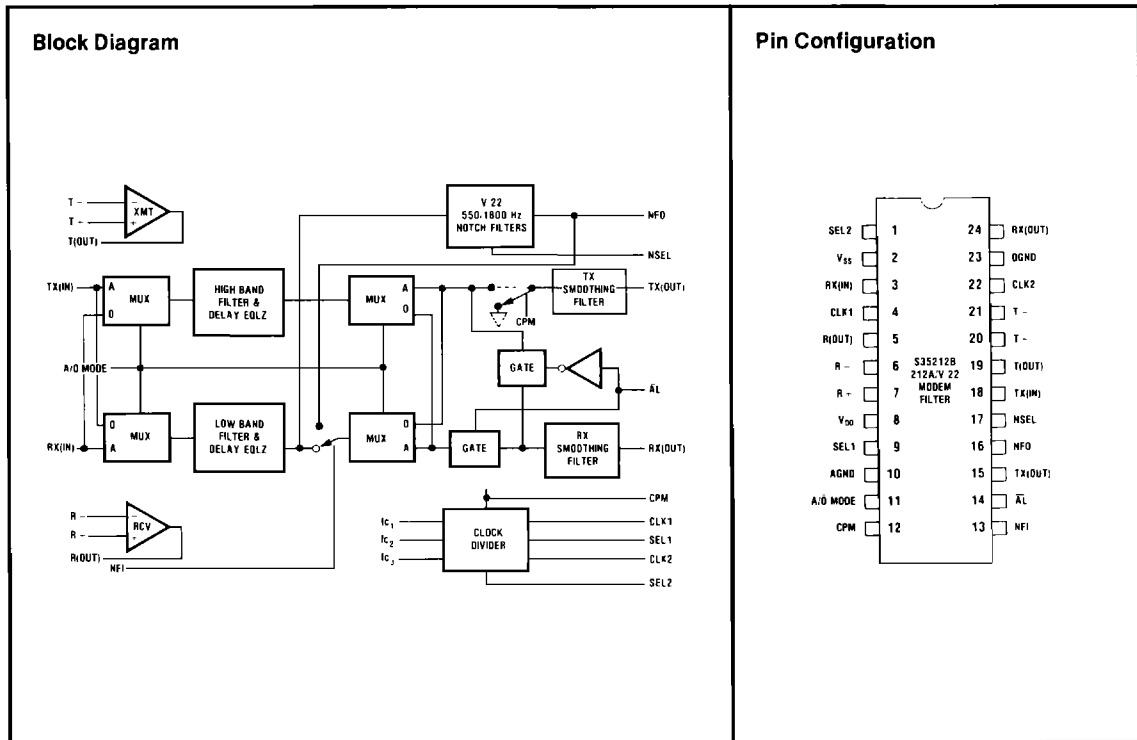 Block Diagram
T -
T -
-
+
XMT
T(OUT)
V 22
550,1800 Hz
NOTCH FILTERS
NFO
NSEL
TX(IN)
A
O
MUX
HIGH BAND
FILTER &
DELAY EQLZ
MUX
A
O
CPM
TX
SMOOTHING
FILTER
TX(OUT)
A/O MODE
GATE
AL
RX(IN)
O
A
MUX
LOW BAND
FILTER &
DELAY EQLZ
MUX
O
A
GATE
RX
SMOOTHING
FILTER
RX(OUT)
R -
R -
-
+
RCV
R(OUT)
NFI
fc1
fc2
fc3
CLOCK
DIVIDER
CPM
CLK1
SEL1
CLK2
SEL2
Pin Configuration
SEL2 1
VSS 2
RX(IN) 3
CLK1 4
R(OUT) 5
R - 6
R + 7
VDD 8
SEL1 9
AGND 10
A/O MODE 11
CPM 12
S35212B
212A/V 22
MODEM
FILTER
24 RX(OUT)
23 DGND
22 CLK2
21 T -
20 T -
19 T(OUT)
18 TX(IN)
17 NSEL
16 NFO
15 TX(OUT)
14 AL
13 NFI